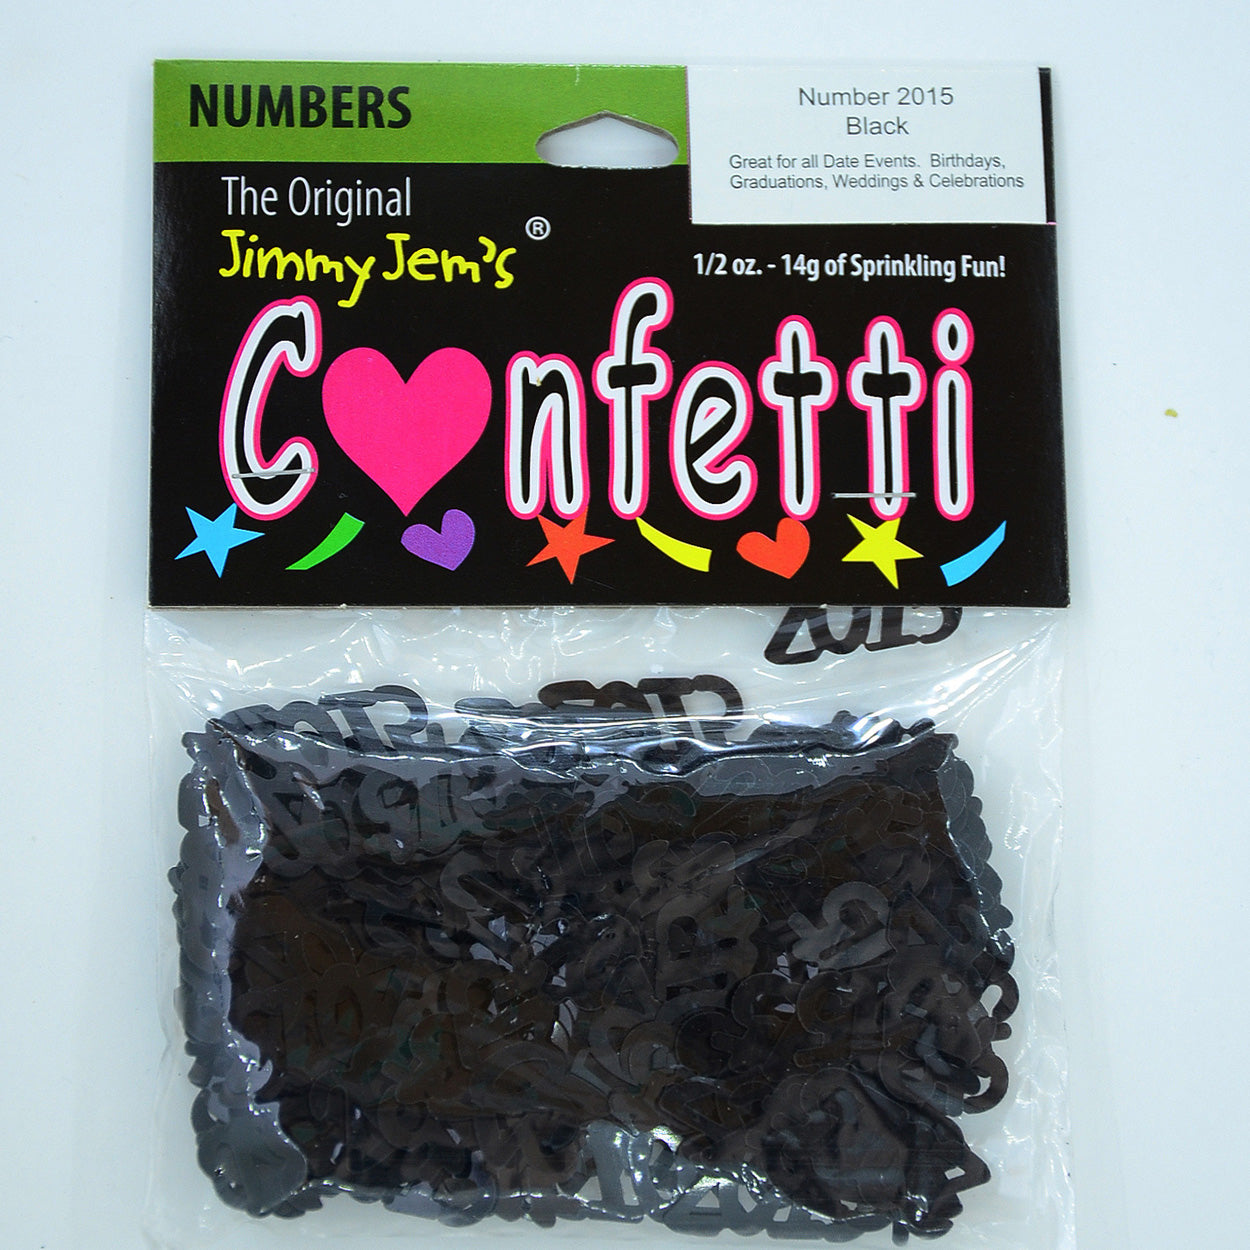 NUMBERS
Number 2015
Black
Great for all Date Events. Birthdays,
Graduations, Weddings & Celebrations
The Original
Jimmy Jem's®
1/2 oz. - 14g of Sprinkling Fun!
Confetti
2015